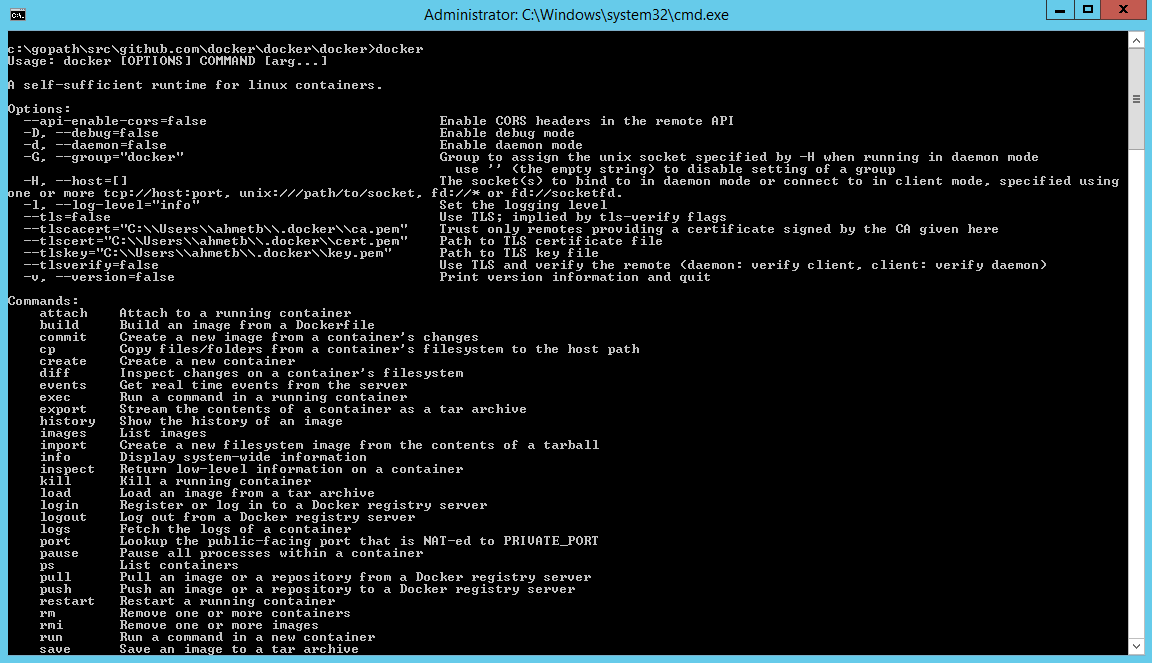 Administrator: C:\Windows\system32\cmd.exe
c:\gopath\src\github.com\docker\docker\docker>docker
Usage: docker [OPTIONS] COMMAND [arg...]
A self-sufficient runtime for linux containers.
Options:
--api-enable-cors=false Enable CORS headers in the remote API
-D, --debug=false Enable debug mode
-d, --daemon=false Enable daemon mode
-G, --group="docker" Group to assign the unix socket specified by -H when running in daemon mode
use '' (the empty string) to disable setting of a group
-H, --host=[] The socket(s) to bind to in daemon mode or connect to in client mode, specified using
one or more tcp://host:port, unix:///path/to/socket, fd://* or fd://socketfd.
-l, --log-level="info" Set the logging level
--tls=false Use TLS; implied by tls-verify flags
--tlscacert="C:\\Users\\ahmetb\\.docker\\ca.pem" Trust only remotes providing a certificate signed by the CA given here
--tlscert="C:\\Users\\ahmetb\\.docker\\cert.pem" Path to TLS certificate file
--tlskey="C:\\Users\\ahmetb\\.docker\\key.pem" Path to TLS key file
--tlsverify=false Use TLS and verify the remote (daemon: verify client, client: verify daemon)
-v, --version=false Print version information and quit
Commands:
attach Attach to a running container
build Build an image from a Dockerfile
commit Create a new image from a container's changes
cp Copy files/folders from a container's filesystem to the host path
create Create a new container
diff Inspect changes on a container's filesystem
events Get real time events from the server
exec Run a command in a running container
export Stream the contents of a container as a tar archive
history Show the history of an image
images List images
import Create a new filesystem image from the contents of a tarball
info Display system-wide information
inspect Return low-level information on a container
kill Kill a running container
load Load an image from a tar archive
login Register or log in to a Docker registry server
logout Log out from a Docker registry server
logs Fetch the logs of a container
port Lookup the public-facing port that is NAT-ed to PRIVATE_PORT
pause Pause all processes within a container
ps List containers
pull Pull an image or a repository from a Docker registry server
push Push an image or a repository to a Docker registry server
restart Restart a running container
rm Remove one or more containers
rmi Remove one or more images
run Run a command in a new container
save Save an image to a tar archive